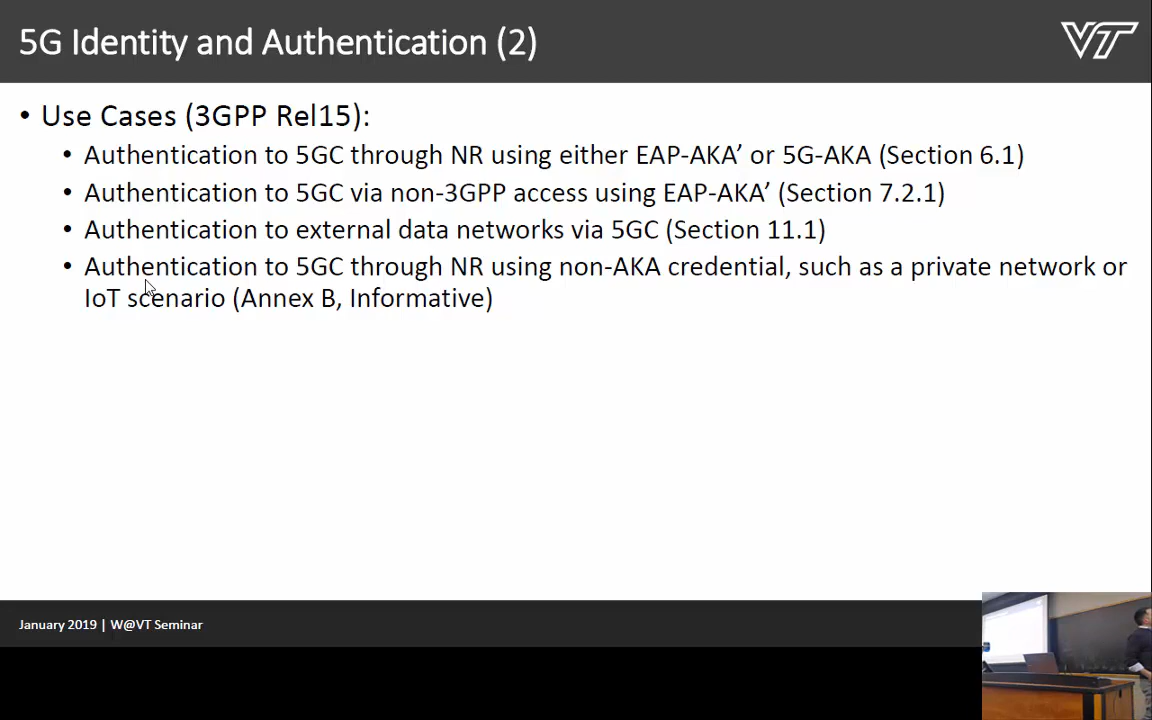 5G Identity and Authentication (2)
VT
• Use Cases (3GPP Rel15):
• Authentication to 5GC through NR using either EAP-AKA’ or 5G-AKA (Section 6.1)
• Authentication to 5GC via non-3GPP access using EAP-AKA’ (Section 7.2.1)
• Authentication to external data networks via 5GC (Section 11.1)
• Authentication to 5GC through NR using non-AKA credential, such as a private network or
IoT scenario (Annex B, Informative)
January 2019 | W@VT Seminar